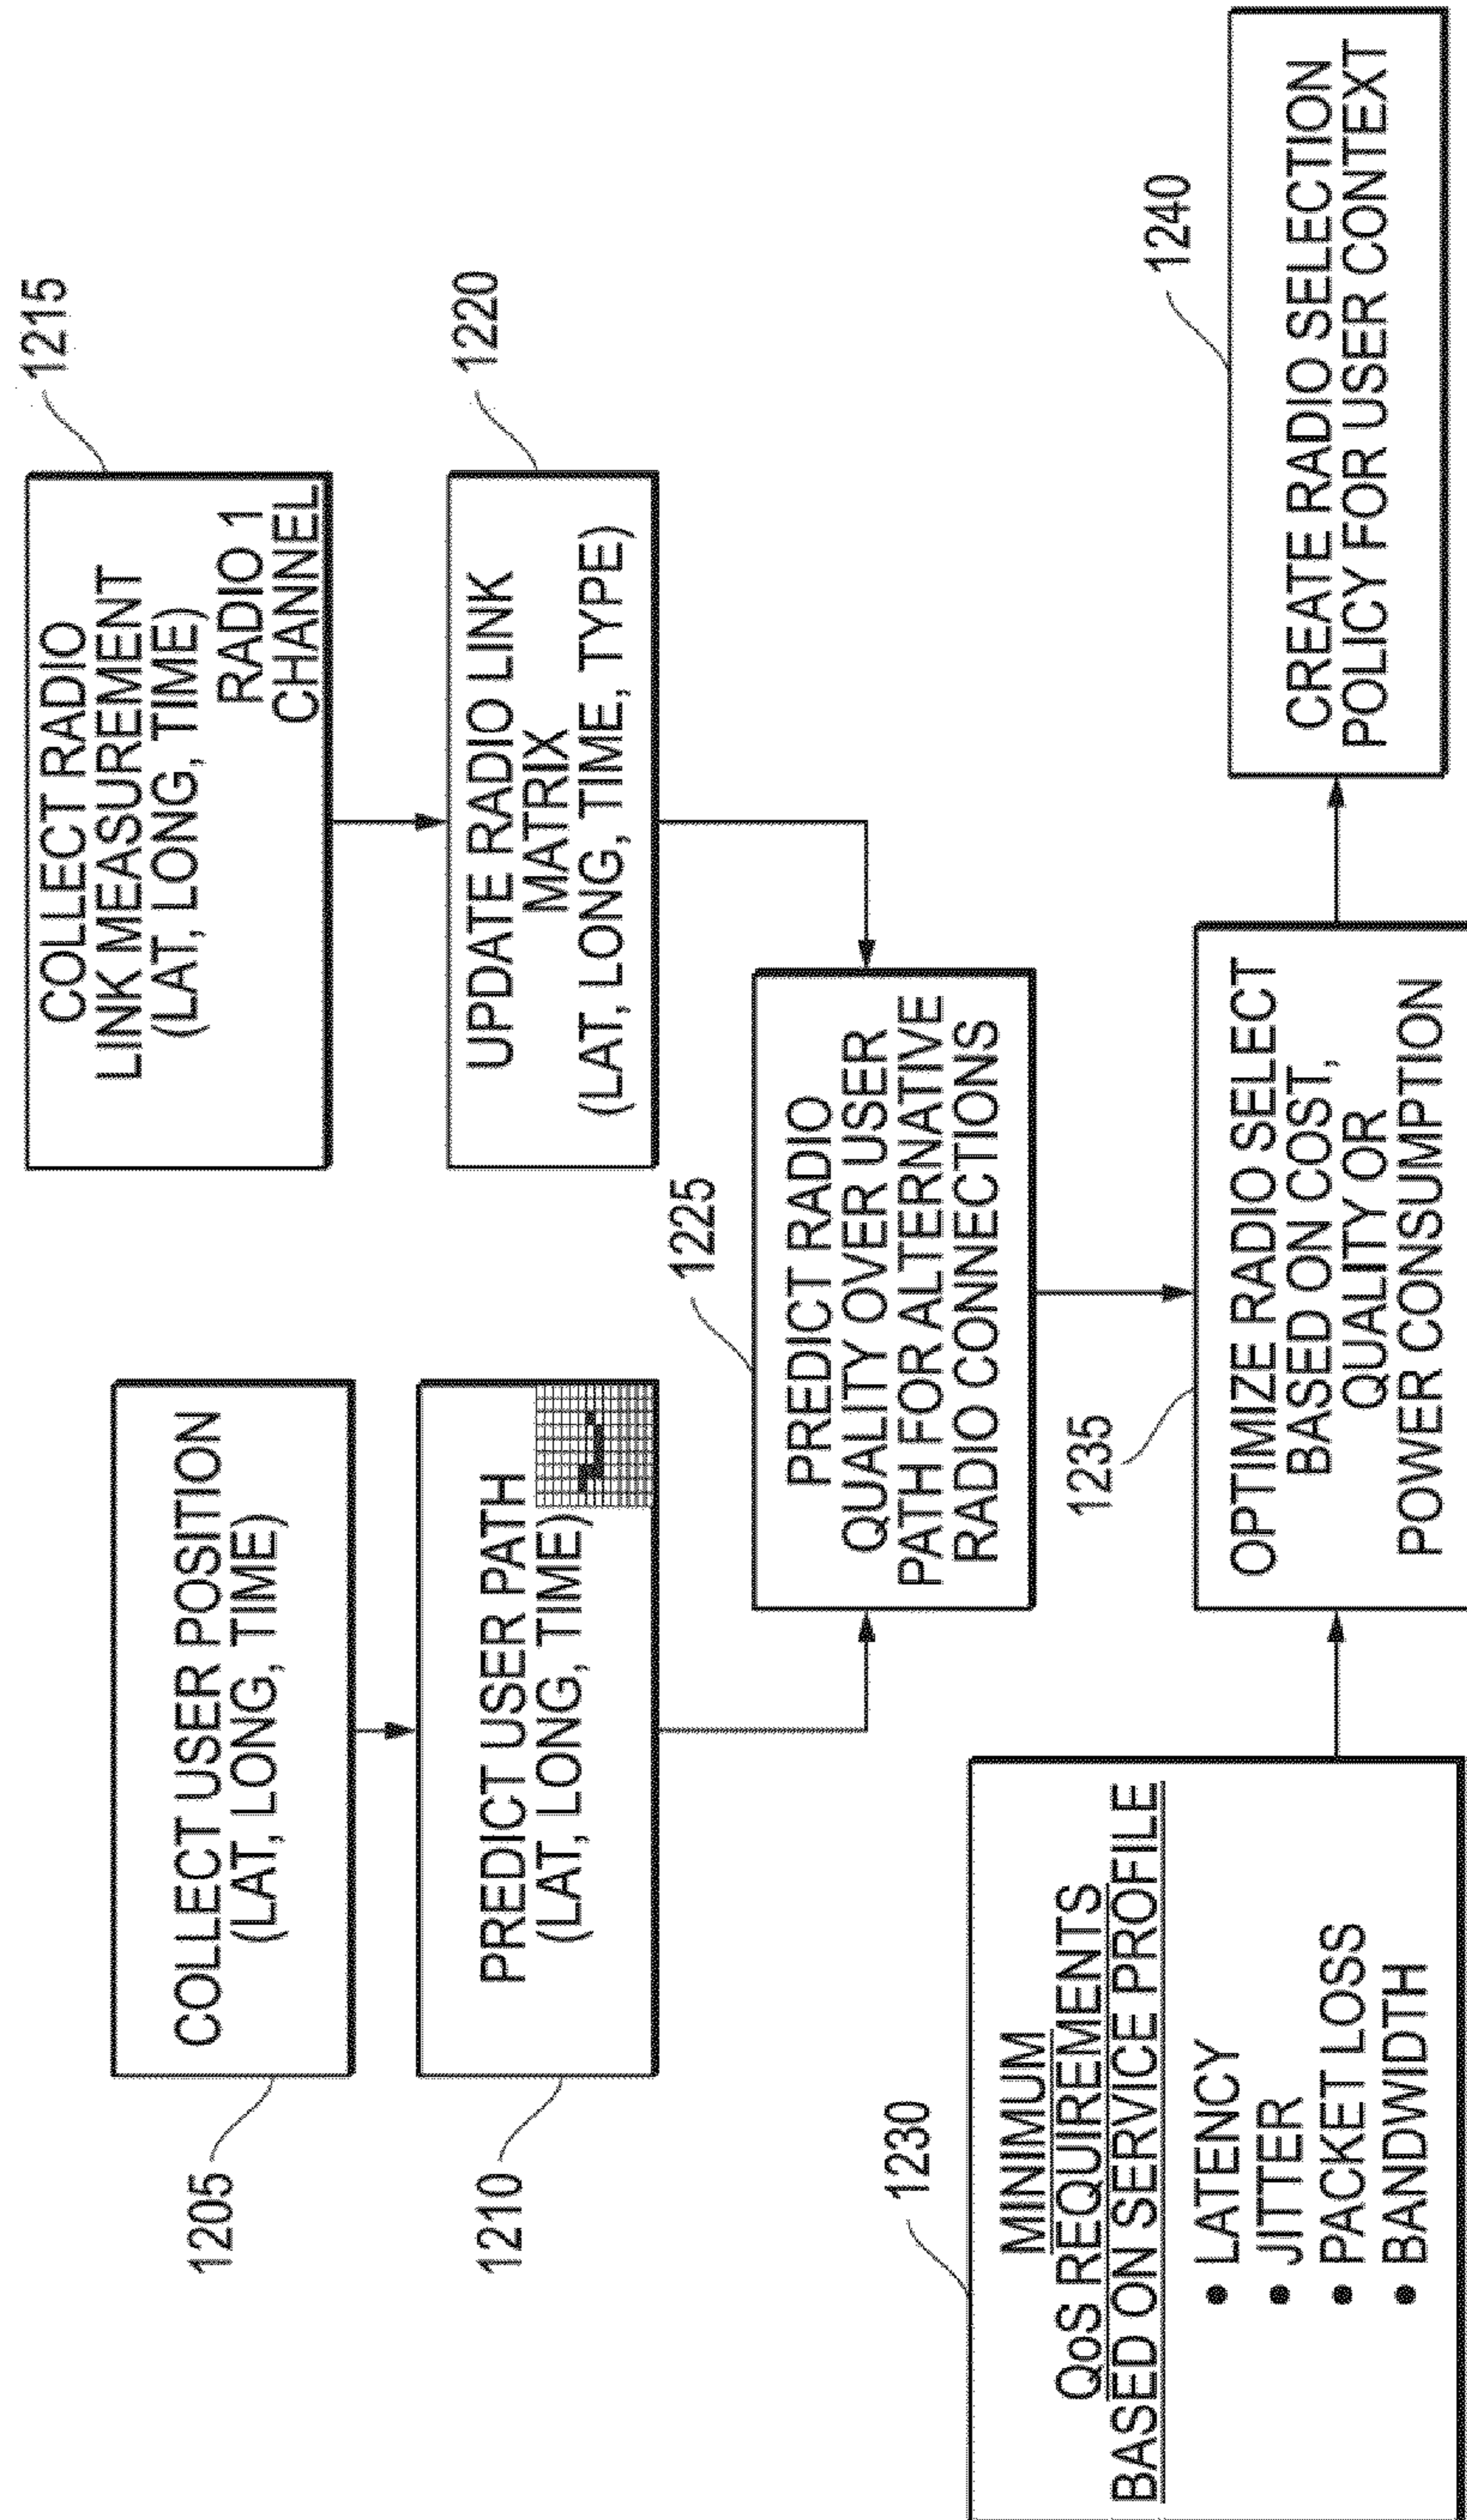 1205
COLLECT USER POSITION
(LAT, LONG, TIME)
1210
PREDICT USER PATH
(LAT, LONG, TIME)
COLLECT RADIO
LINK MEASUREMENT
(LAT, LONG, TIME)
RADIO 1
CHANNEL
1215
UPDATE RADIO LINK
MATRIX
(LAT, LONG, TIME, TYPE)
1220
1225
PREDICT RADIO
QUALITY OVER USER
PATH FOR ALTERNATIVE
RADIO CONNECTIONS
1230
MINIMUM
QoS REQUIREMENTS
BASED ON SERVICE PROFILE
• LATENCY
• JITTER
• PACKET LOSS
• BANDWIDTH
1235
OPTIMIZE RADIO SELECT
BASED ON COST,
QUALITY OR
POWER CONSUMPTION
1240
CREATE RADIO SELECTION
POLICY FOR USER CONTEXT